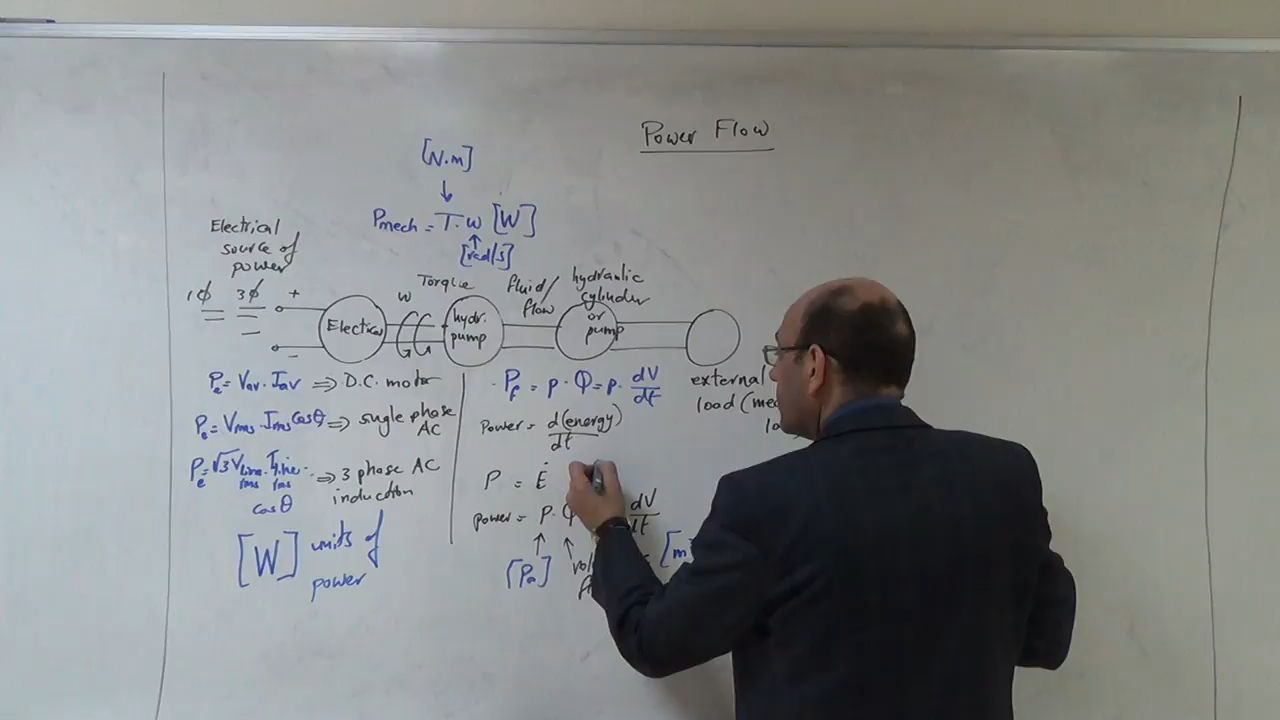 Power Flow
[N.m]
↓
Pmech = T.ω [W]
↑
[rad/s]
Electrical
source of
power
1ϕ 3ϕ + −
Electrical
ω
Torque
hydr.
pump
fluid/
flow
hydraulic
cylinder
or
pump
external
load (mec
Pe = Vav . Iav ⇒ D.C. motor
Pe = Vrms . Irms cosθ ⇒ single phase
AC
Pe = √3 Vline . Iline . ⇒ 3 phase AC
rms rms induction
cosθ
[W] units of
power
Pf = p . Q = p . dV/dt
Power = d(energy)/dt
P = Ė
power = p . Q dV/dt
↑ ↑
[Pa]
[m